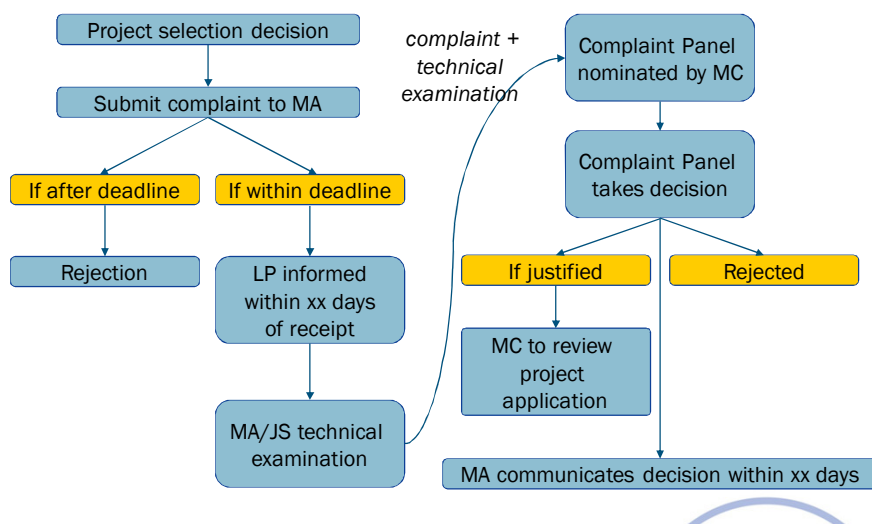 Project selection decision
Submit complaint to MA
If after deadline
If within deadline
Rejection
LP informed
within xx days
of receipt
MA/JS technical
examination
complaint +
technical
examination
Complaint Panel
nominated by MC
Complaint Panel
takes decision
If justified
Rejected
MC to review
project
application
MA communicates decision within xx days